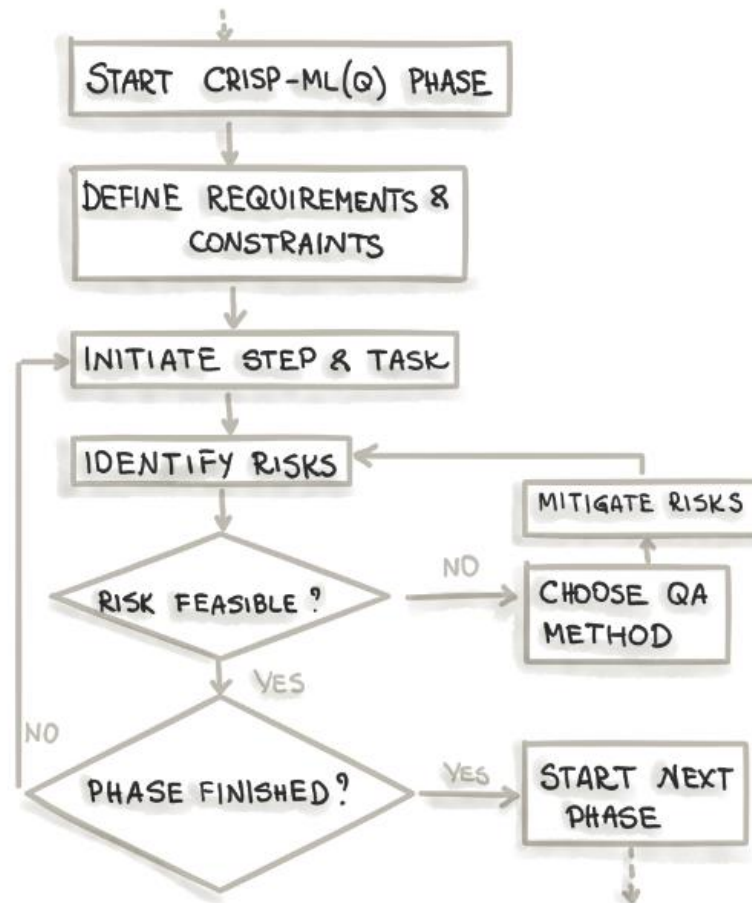 START CRISP-ML(Q) PHASE
DEFINE REQUIREMENTS &
CONSTRAINTS
INITIATE STEP & TASK
IDENTIFY RISKS
MITIGATE RISKS
RISK FEASIBLE?
NO
CHOOSE QA
METHOD
YES
NO
PHASE FINISHED?
YES
START NEXT
PHASE